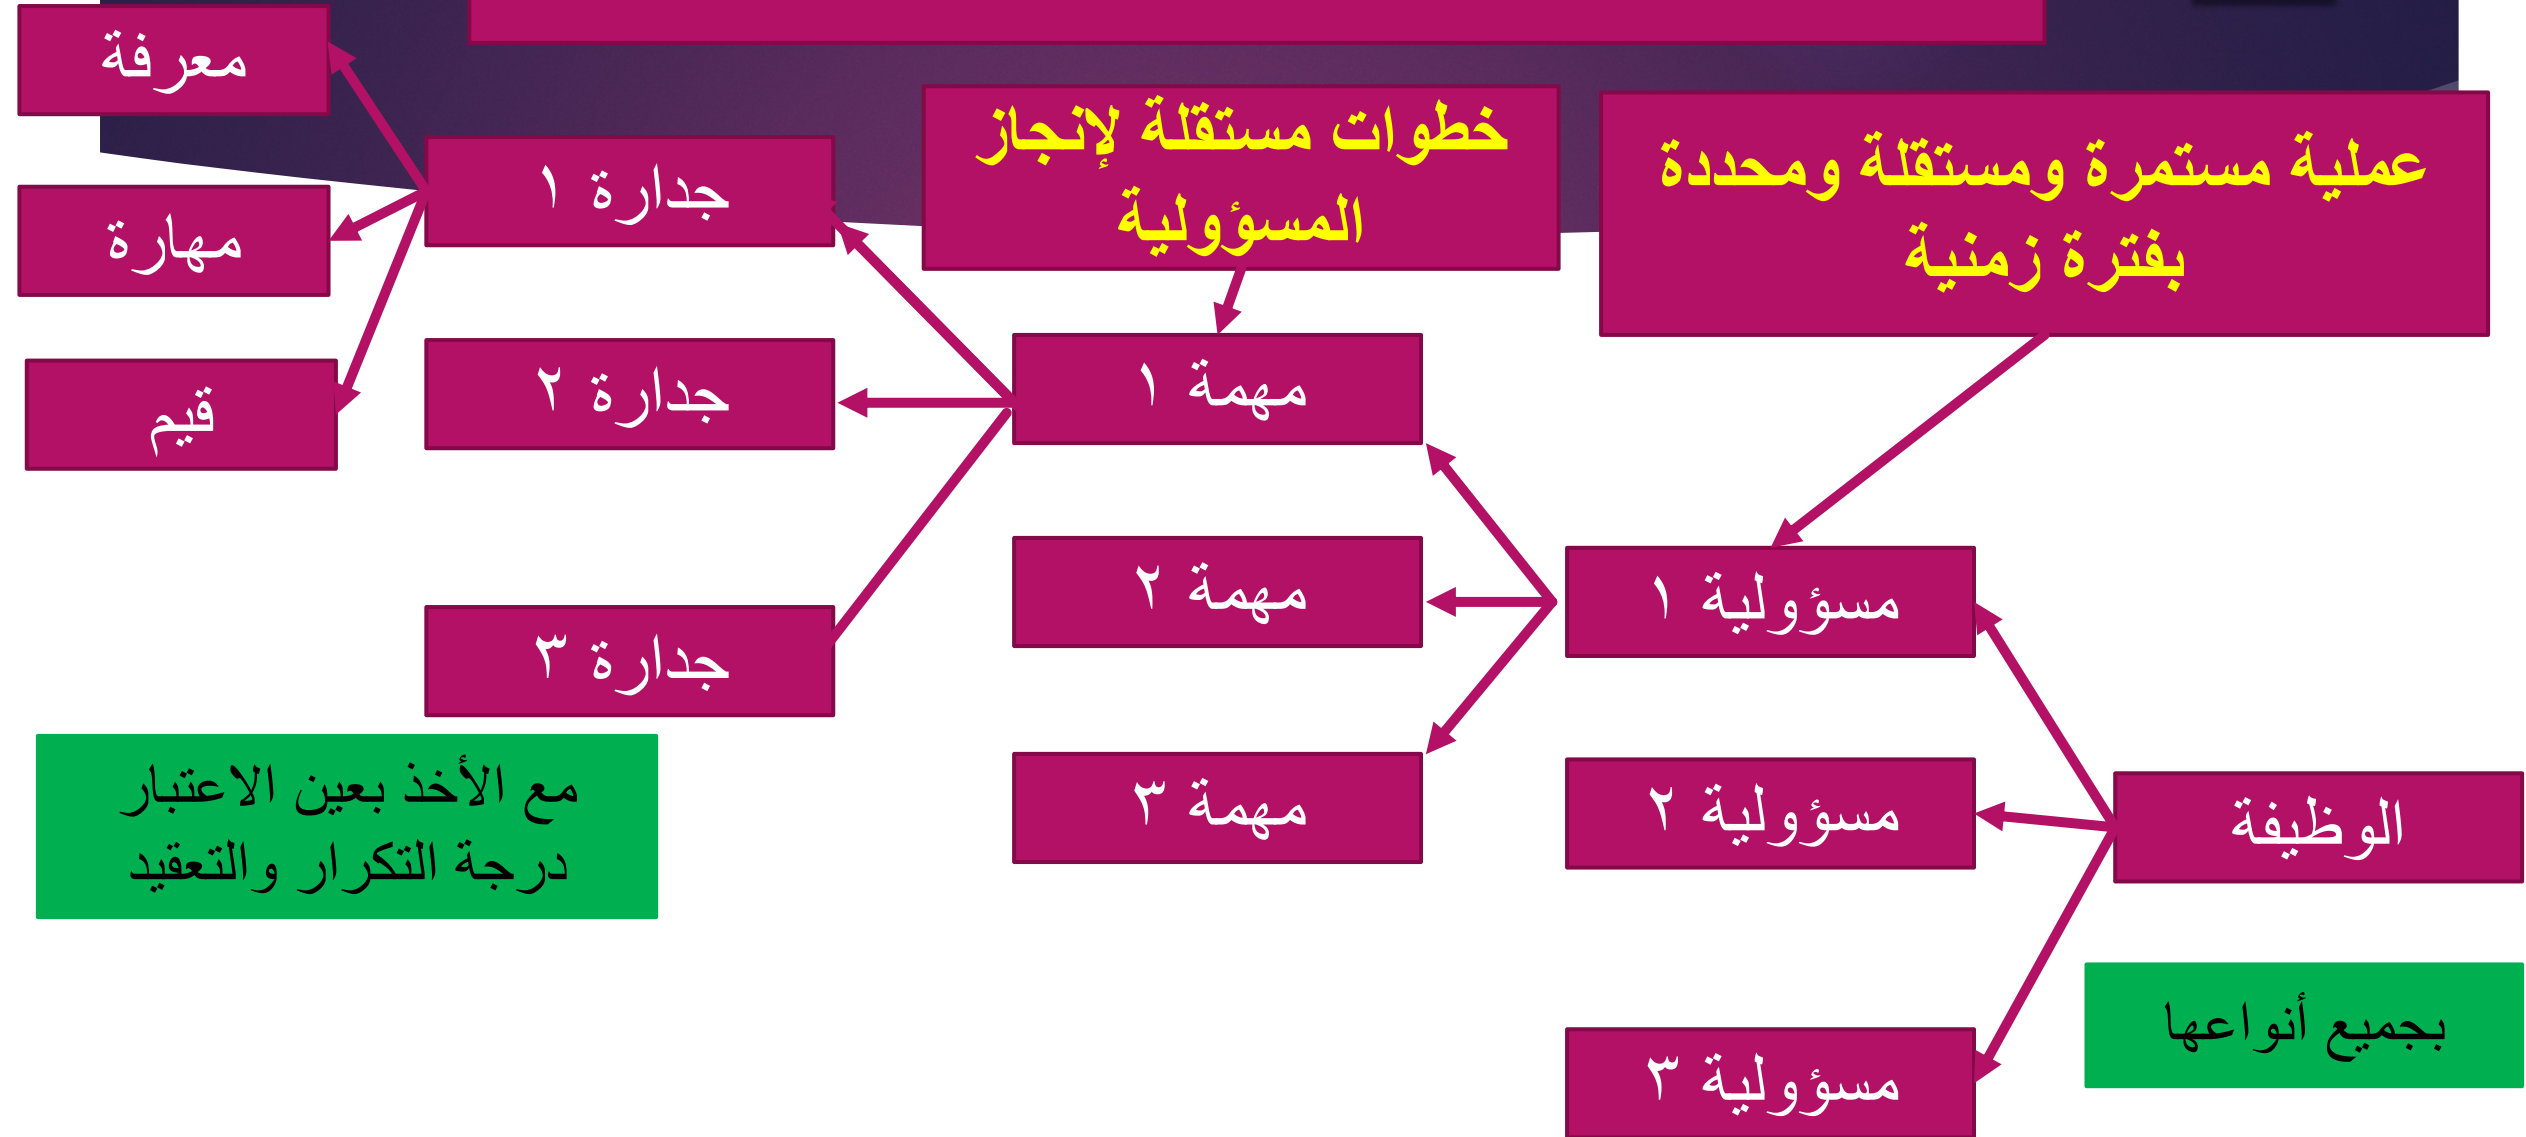 عملية مستمرة ومستقلة ومحددة
بفترة زمنية
خطوات مستقلة لإنجاز
المسؤولية
الوظيفة
بجميع أنواعها
مسؤولية ١
مسؤولية ٢
مسؤولية ٣
مهمة ١
مهمة ٢
مهمة ٣
جدارة ١
جدارة ٢
جدارة ٣
معرفة
مهارة
قيم
مع الأخذ بعين الاعتبار
درجة التكرار والتعقيد